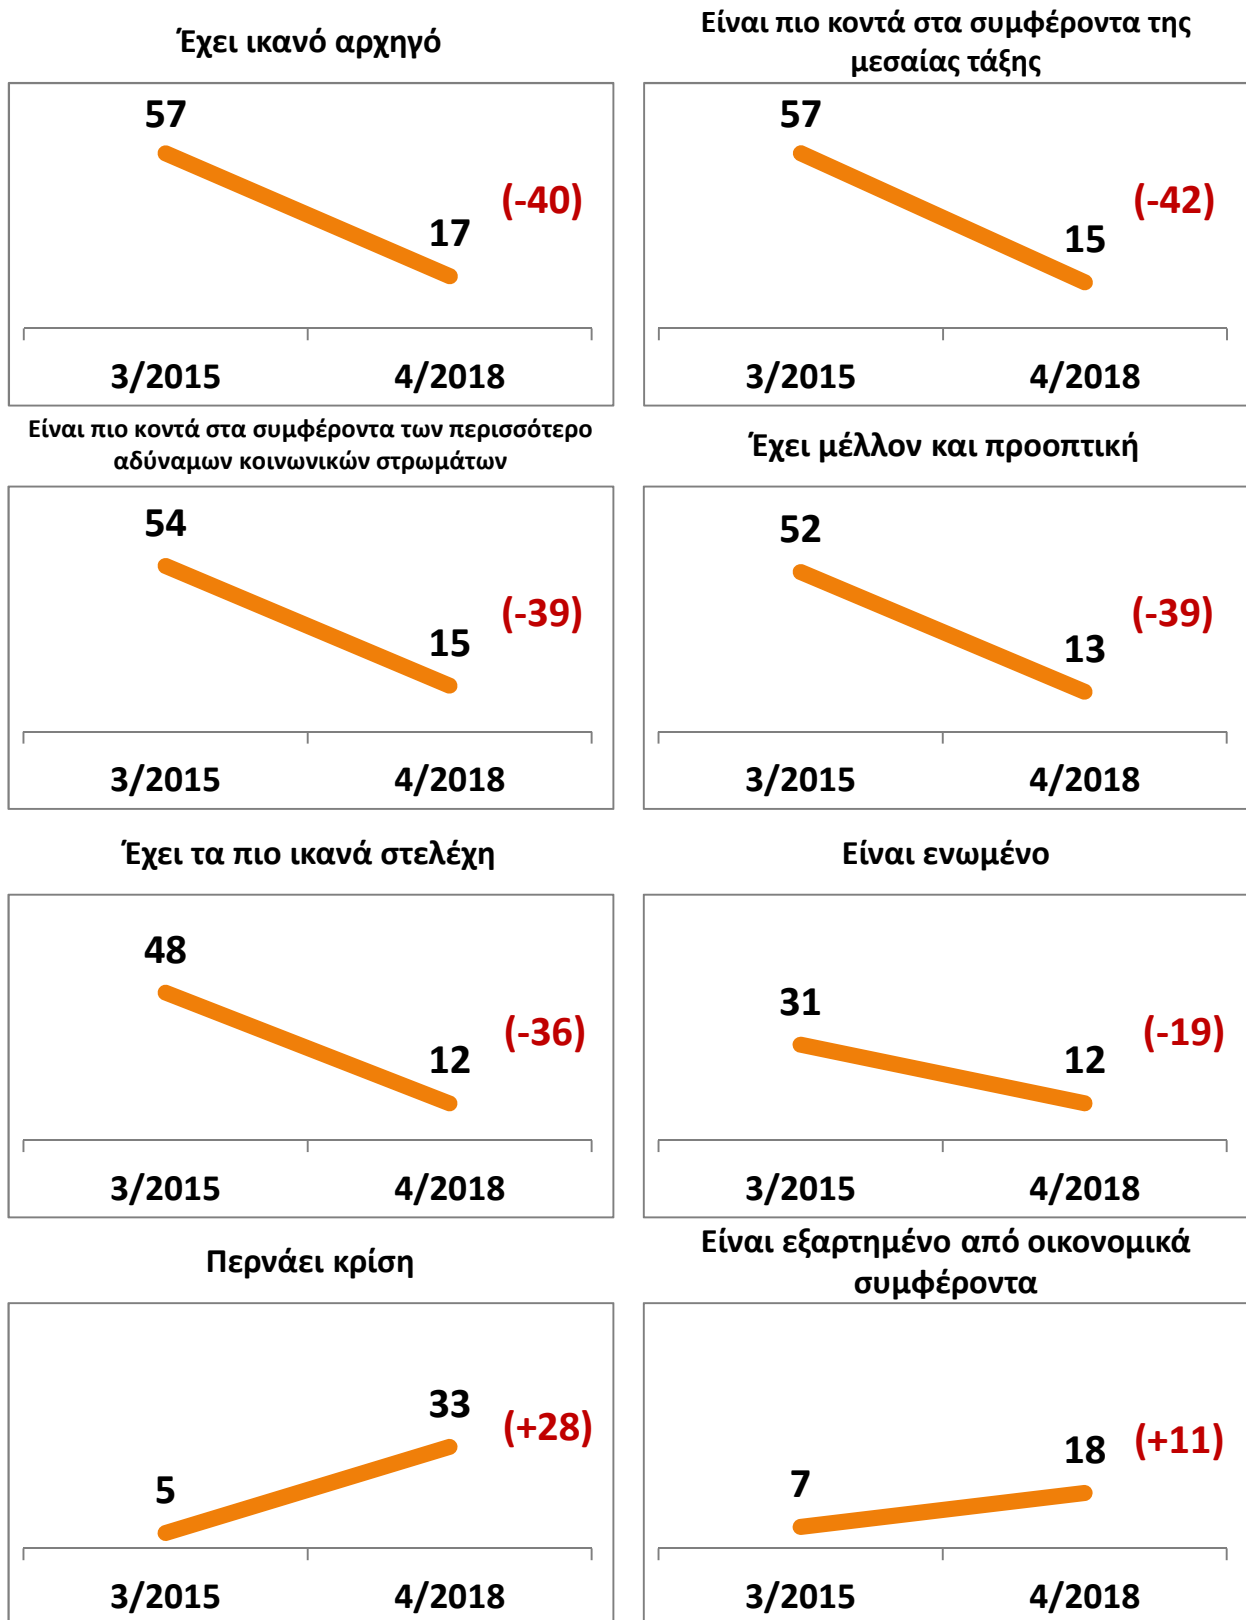 Έχει ικανό αρχηγό
57
17
(-40)
3/2015 4/2018
Είναι πιο κοντά στα συμφέροντα της
μεσαίας τάξης
57
15
(-42)
3/2015 4/2018
Είναι πιο κοντά στα συμφέροντα των περισσότερο
αδύναμων κοινωνικών στρωμάτων
54
15
(-39)
3/2015 4/2018
Έχει μέλλον και προοπτική
52
13
(-39)
3/2015 4/2018
Έχει τα πιο ικανά στελέχη
48
12
(-36)
3/2015 4/2018
Είναι ενωμένο
31
12
(-19)
3/2015 4/2018
Περνάει κρίση
5
33
(+28)
3/2015 4/2018
Είναι εξαρτημένο από οικονομικά
συμφέροντα
7
18
(+11)
3/2015 4/2018